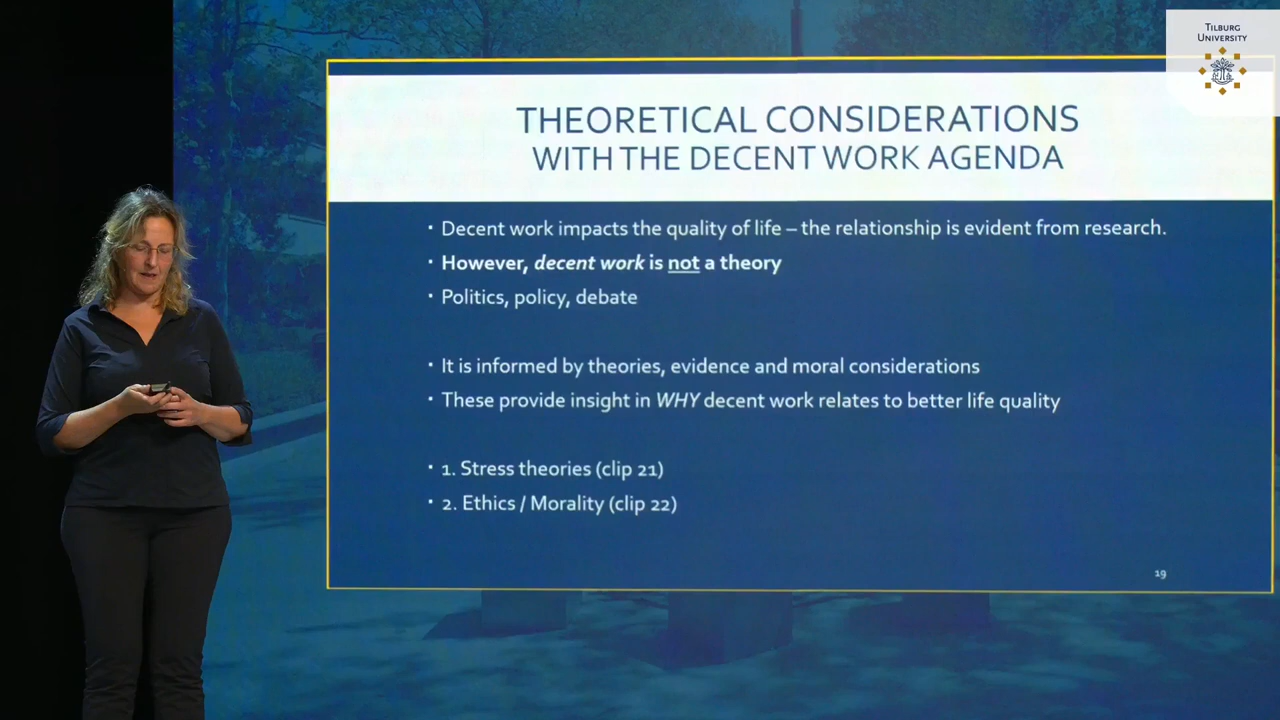 TILBURG
UNIVERSITY
THEORETICAL CONSIDERATIONS
WITH THE DECENT WORK AGENDA
· Decent work impacts the quality of life – the relationship is evident from research.
· However, decent work is not a theory
· Politics, policy, debate
· It is informed by theories, evidence and moral considerations
· These provide insight in WHY decent work relates to better life quality
· 1. Stress theories (clip 21)
· 2. Ethics / Morality (clip 22)
19